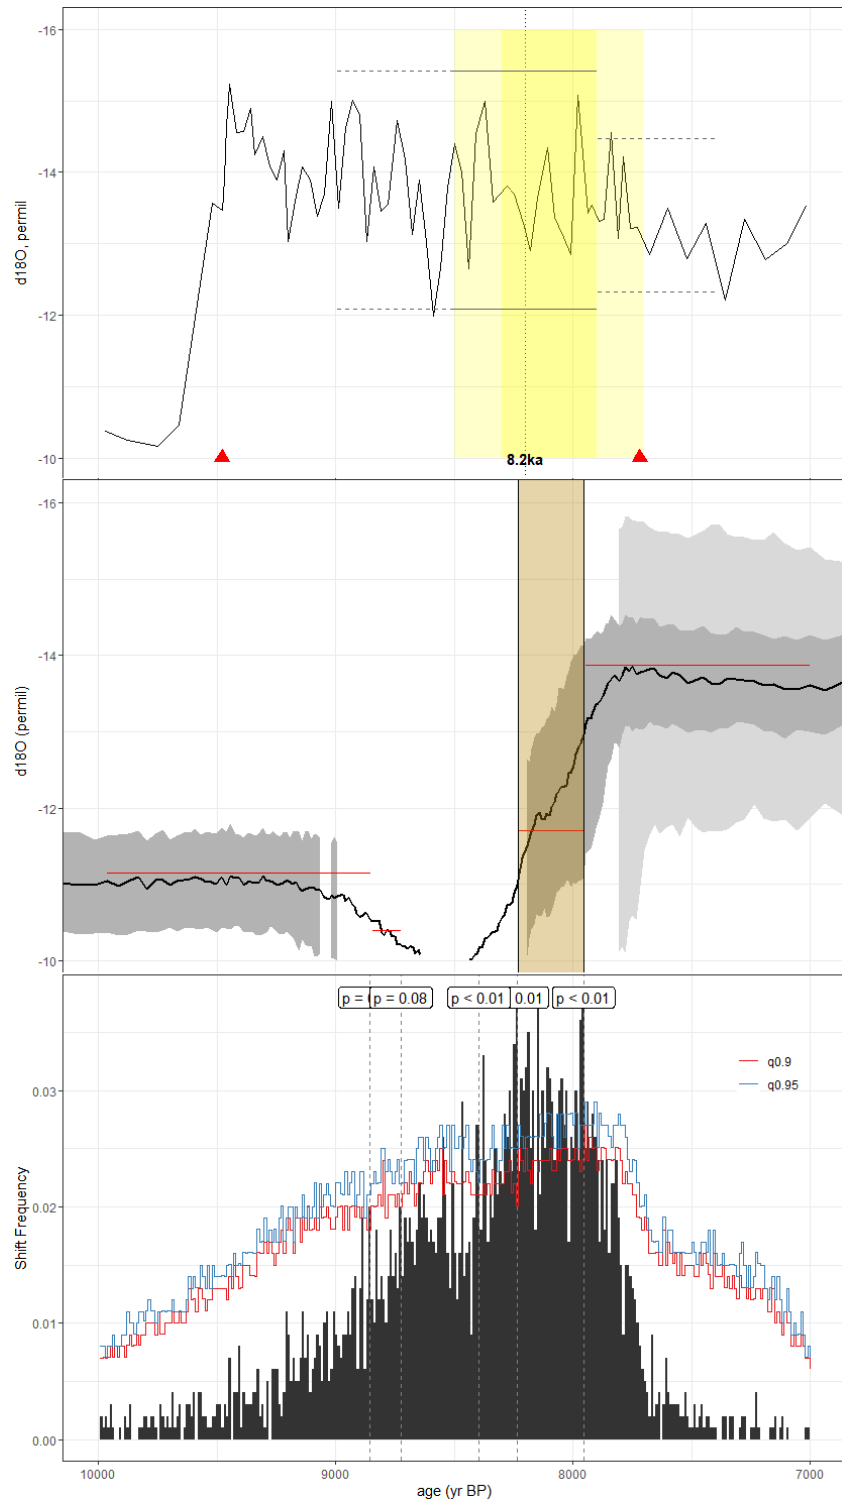 -16
-14
-12
-10
d18O, permil
8.2ka
-16
-14
-12
-10
d18O (permil)
p = p = 0.08 p < 0.01 0.01 p < 0.01
q0.9
q0.95
0.03
0.02
0.01
0.00
Shift Frequency
10000 9000 8000 7000
age (yr BP)